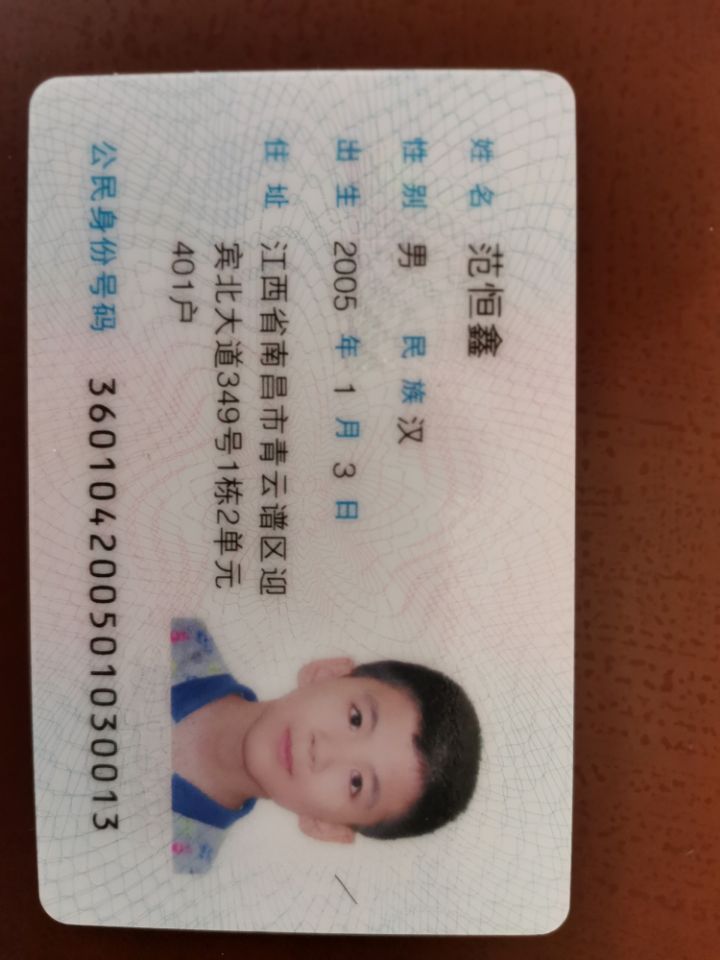 姓名 范恒鑫
性别 男 民族 汉
出生 2005 年 1 月 3 日
住址 江西省南昌市青云谱区迎
宾北大道349号1栋2单元
401户
公民身份号码 360104200501030013